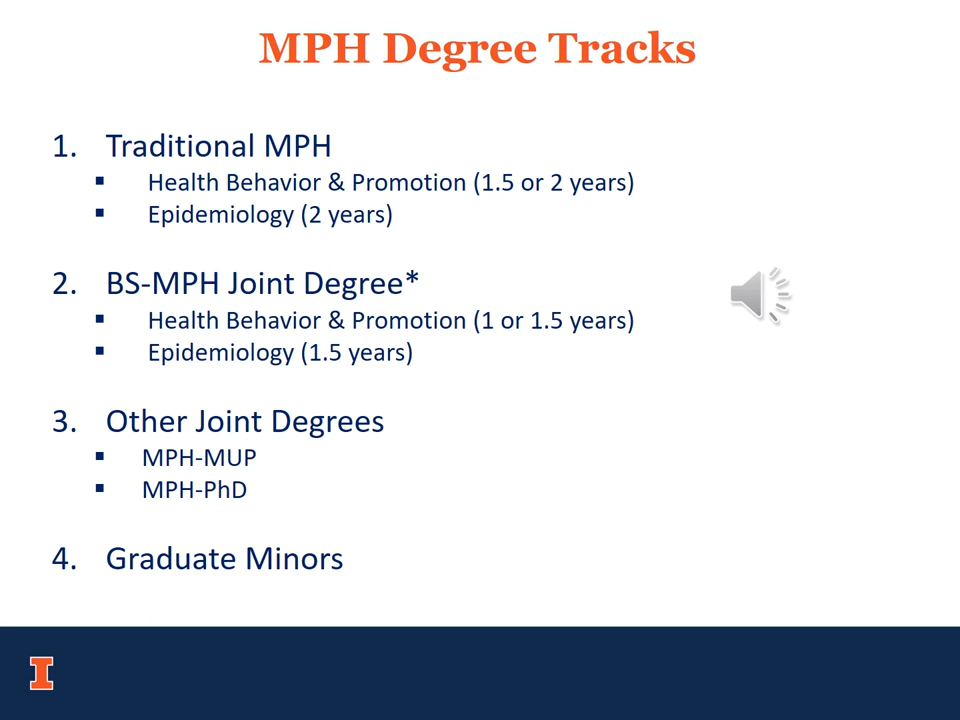 MPH Degree Tracks
1. Traditional MPH
▪ Health Behavior & Promotion (1.5 or 2 years)
▪ Epidemiology (2 years)
2. BS-MPH Joint Degree*
▪ Health Behavior & Promotion (1 or 1.5 years)
▪ Epidemiology (1.5 years)
3. Other Joint Degrees
▪ MPH-MUP
▪ MPH-PhD
4. Graduate Minors
I